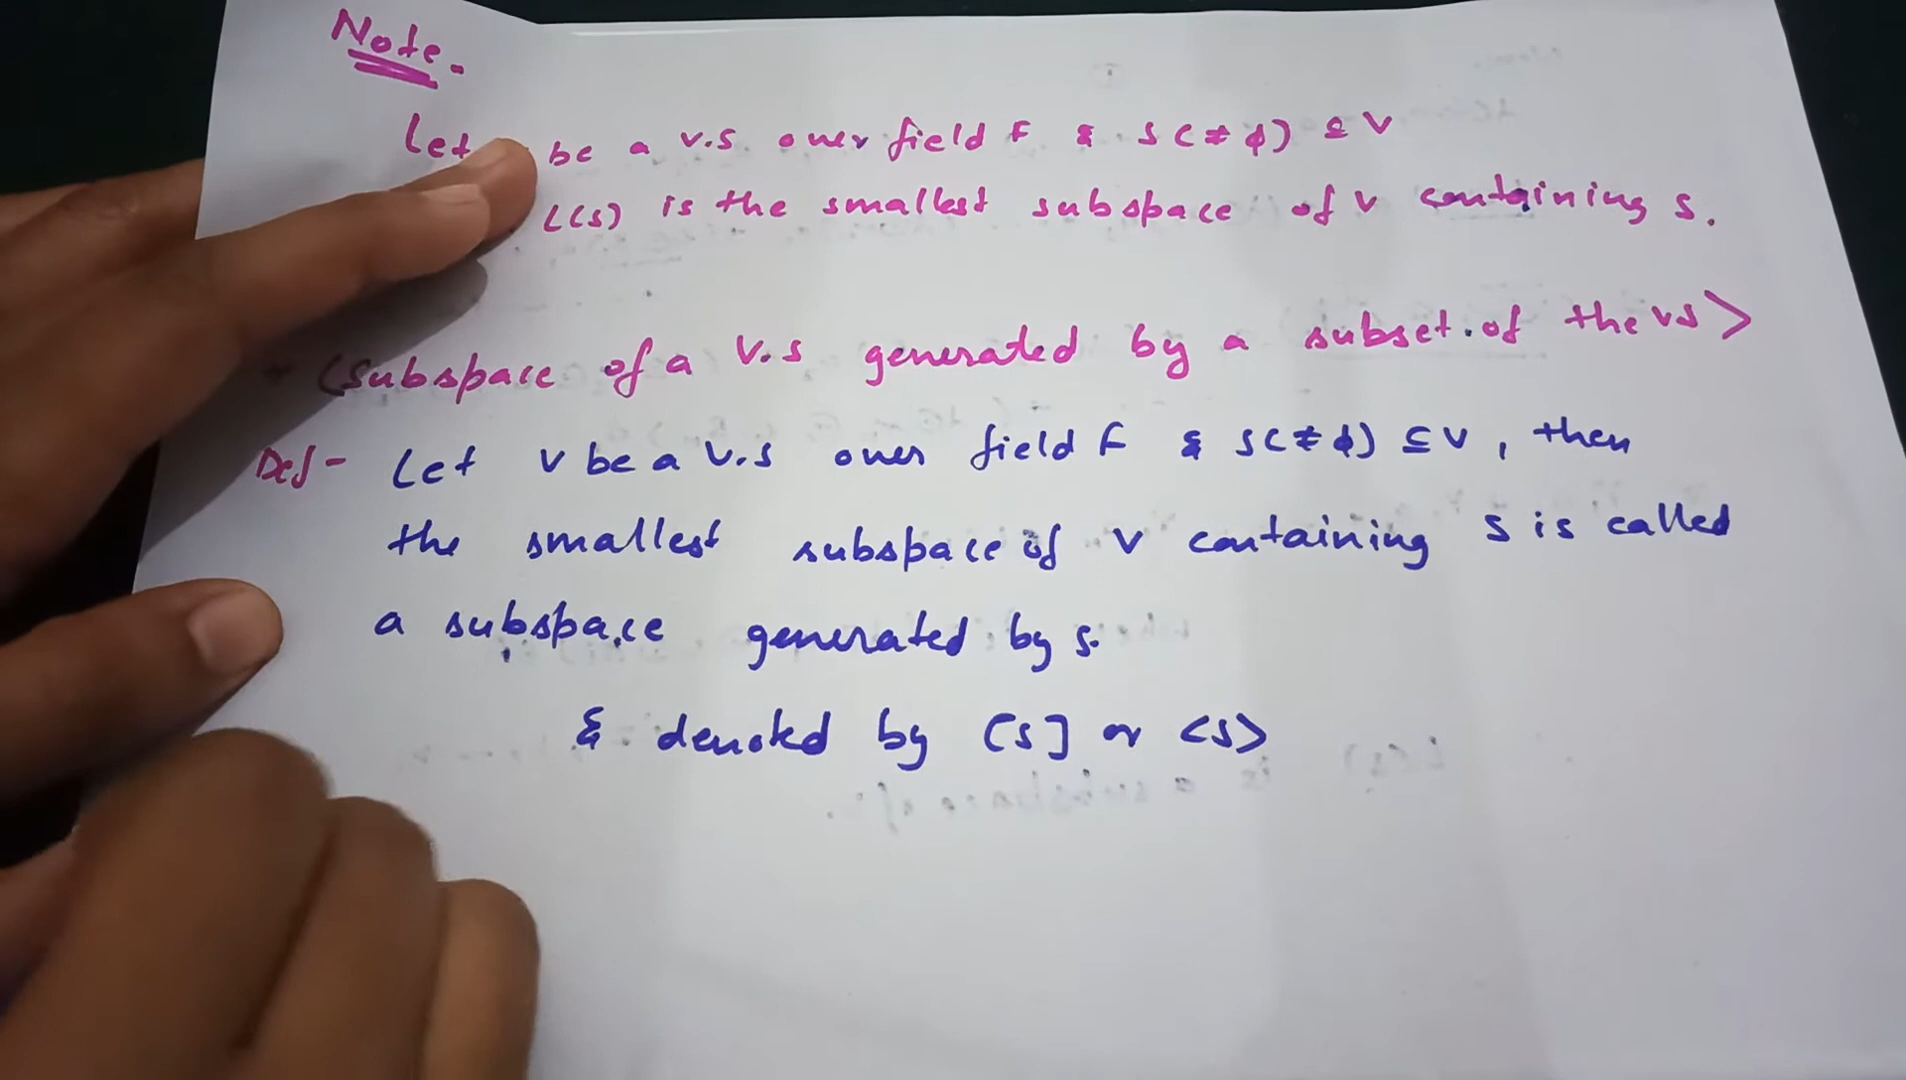 Note-
Let be a v.s. over field F & S(≠φ) ⊆ V
L(S) is the smallest subspace of V containing S.
* <Subspace of a V.S generated by a subset of the VS>
Def- Let V be a V.S over field F & S(≠φ) ⊆ V, then
the smallest subspace of V containing S is called
a subspace generated by S.
& denoted by [S] or <S>